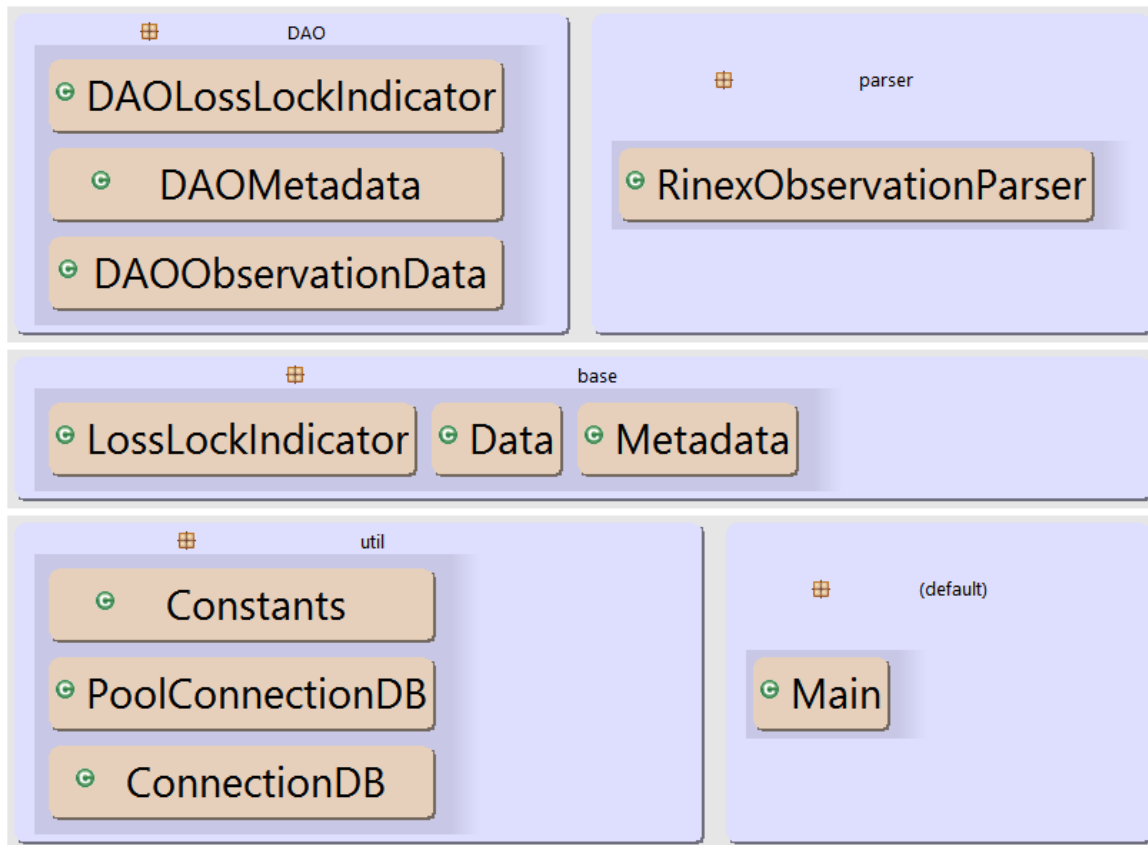 DAO
DAOLossLockIndicator
DAOMetadata
DAOObservationData
parser
RinexObservationParser
base
LossLockIndicator
Data
Metadata
util
Constants
PoolConnectionDB
ConnectionDB
(default)
Main